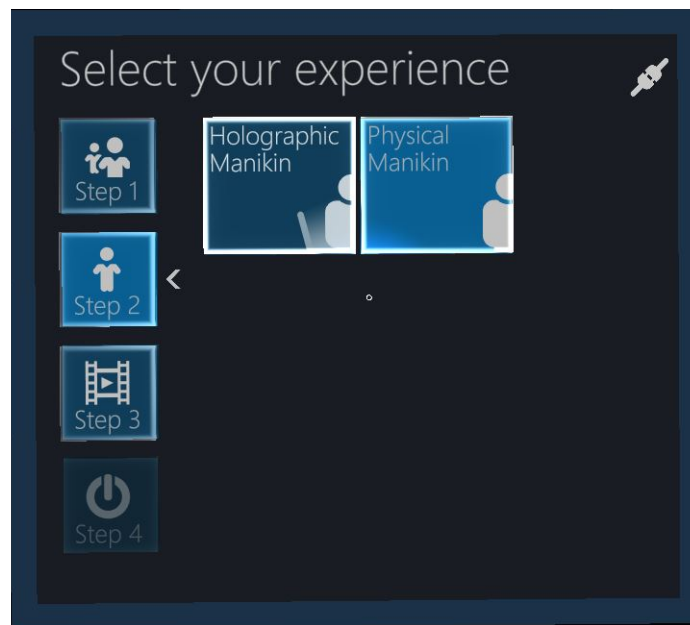 Select your experience
Step 1
Holographic
Manikin
Physical
Manikin
Step 2
Step 3
Step 4